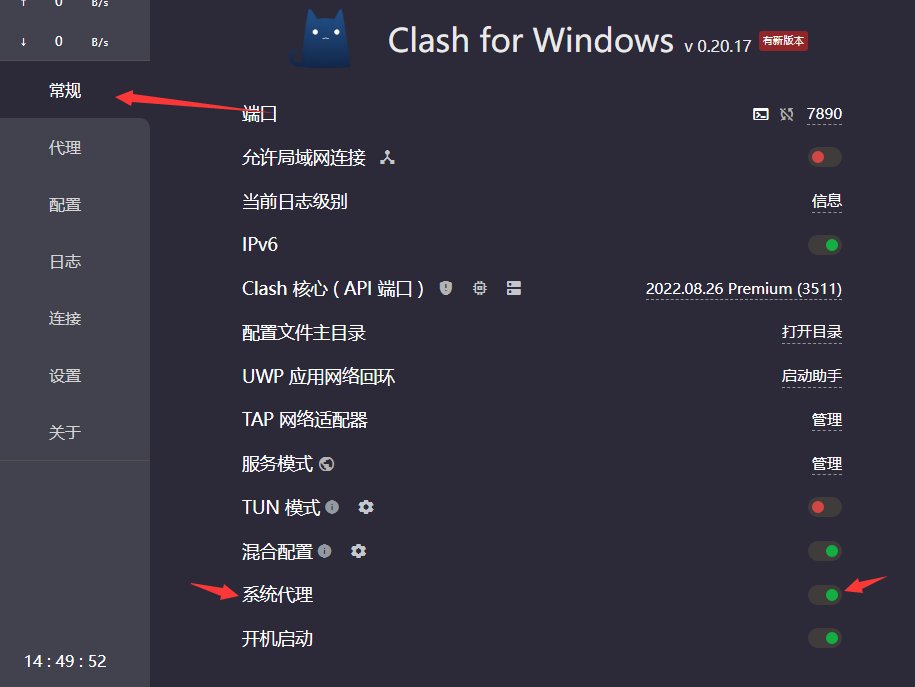 ↑ 0 B/s
↓ 0 B/s
常规
代理
配置
日志
连接
设置
关于
14 : 49 : 52
Clash for Windows v 0.20.17 有新版本
端口 7890
允许局域网连接
当前日志级别 信息
IPv6
Clash 核心 ( API 端口 ) 2022.08.26 Premium (3511)
配置文件主目录 打开目录
UWP 应用网络回环 启动助手
TAP 网络适配器 管理
服务模式 管理
TUN 模式
混合配置
系统代理
开机启动